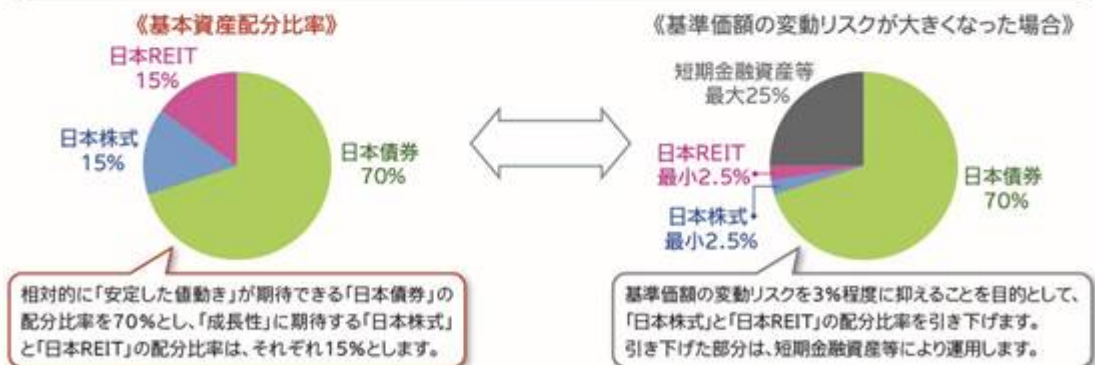 《基本資産配分比率》
日本REIT
15%
日本株式
15%
日本債券
70%
相対的に「安定した値動き」が期待できる「日本債券」の
配分比率を70%とし、「成長性」に期待する「日本株式」
と「日本REIT」の配分比率は、それぞれ15%とします。
《基準価額の変動リスクが大きくなった場合》
短期金融資産等
最大25%
日本REIT
最小2.5%
日本株式
最小2.5%
日本債券
70%
基準価額の変動リスクを3%程度に抑えることを目的として、
「日本株式」と「日本REIT」の配分比率を引き下げます。
引き下げた部分は、短期金融資産等により運用します。